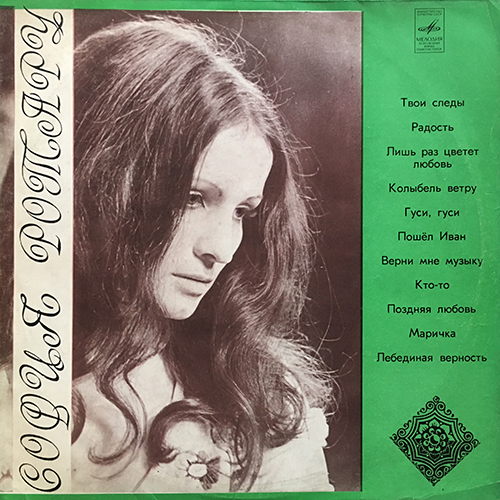 СОФИЯ РОТАРУ
МЕЛОДИЯ
Твои следы
Радость
Лишь раз цветет
любовь
Колыбель ветру
Гуси, гуси
Пошёл Иван
Верни мне музыку
Кто-то
Поздняя любовь
Маричка
Лебединая верность